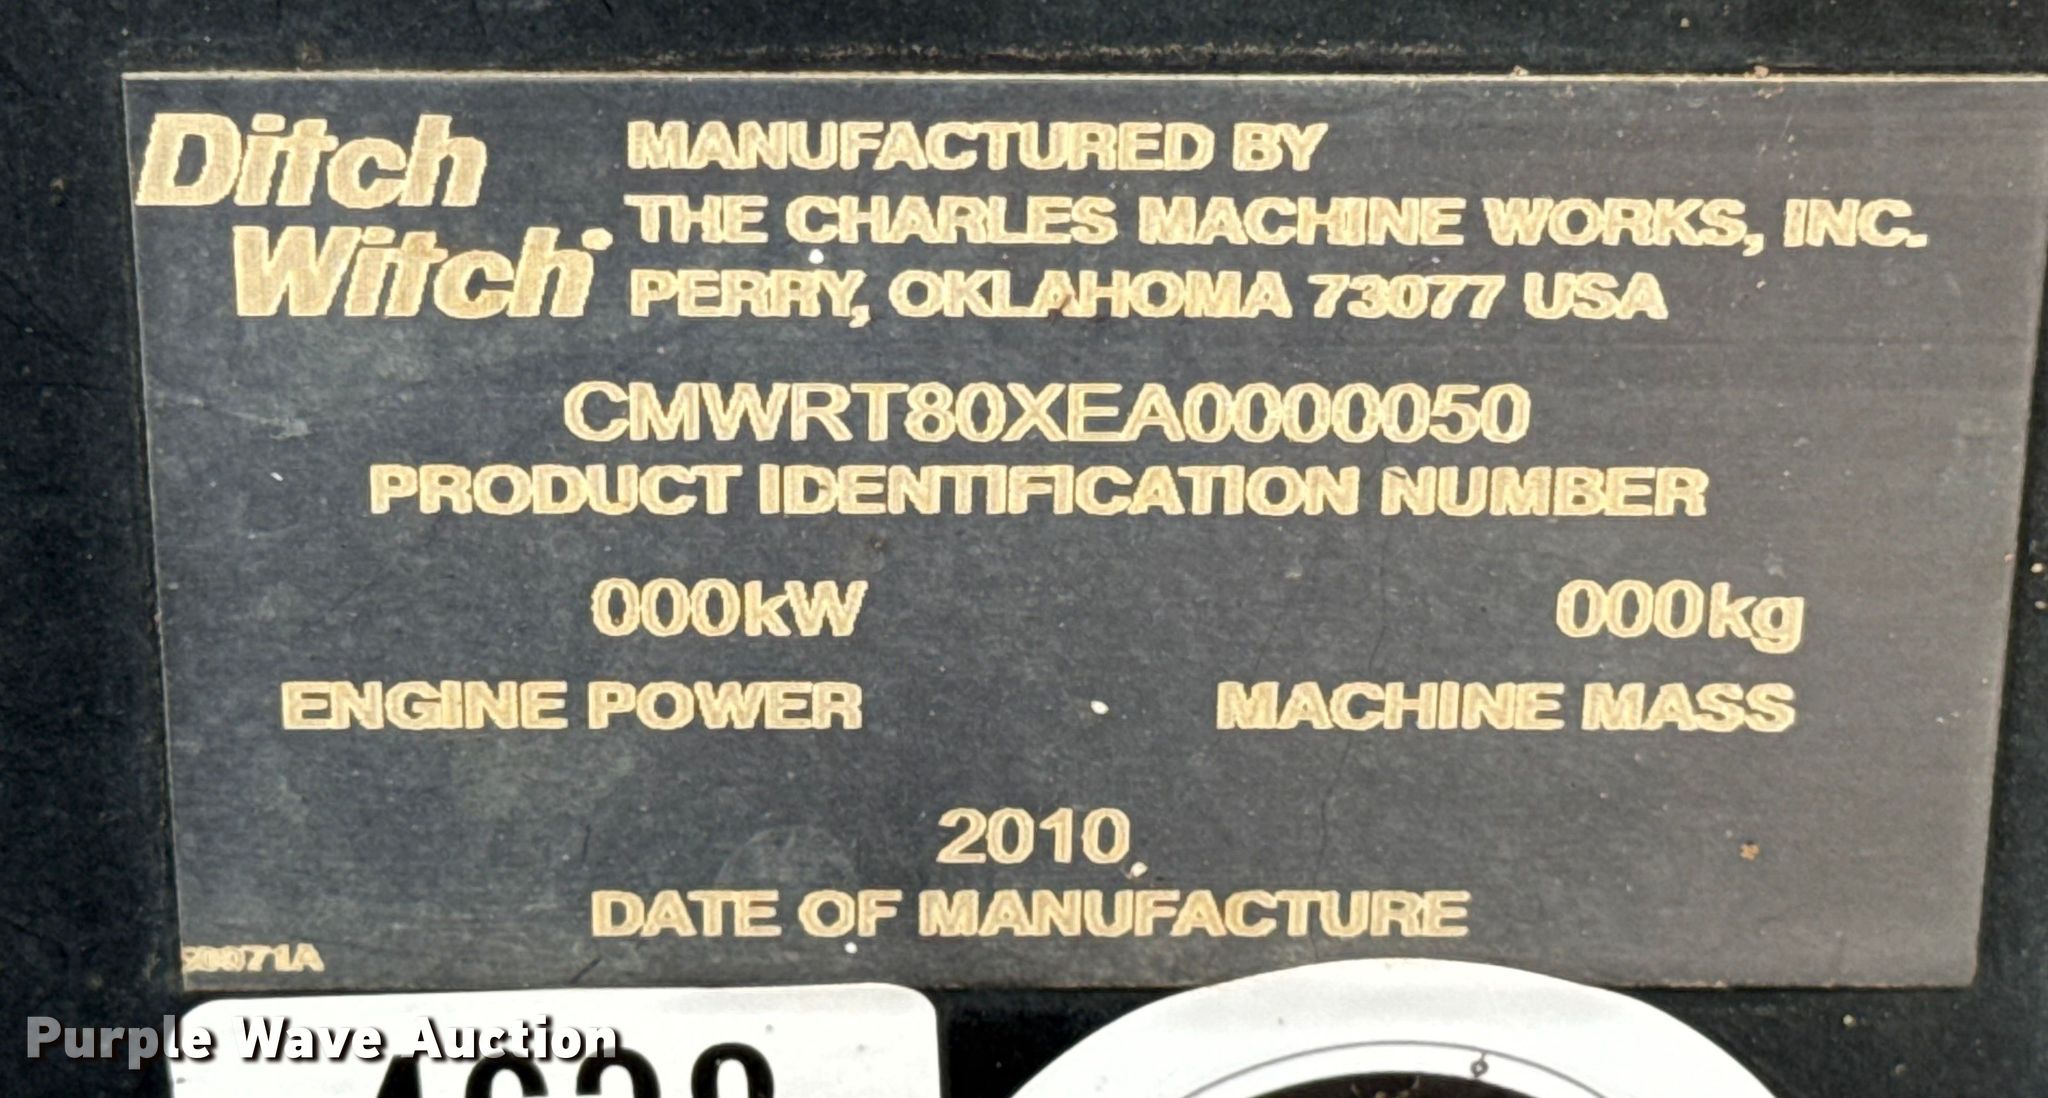 Ditch
Witch
MANUFACTURED BY
THE CHARLES MACHINE WORKS, INC.
PERRY, OKLAHOMA 73077 USA
CMWRT80XEA0000050
PRODUCT IDENTIFICATION NUMBER
000kW
000kg
ENGINE POWER
MACHINE MASS
2010
DATE OF MANUFACTURE
Purple Wave Auction